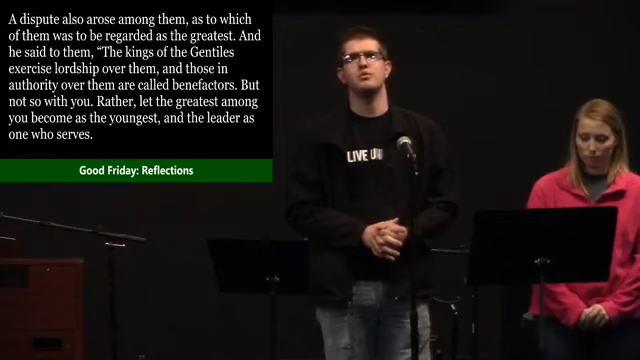 A dispute also arose among them, as to which
of them was to be regarded as the greatest. And
he said to them, “The kings of the Gentiles
exercise lordship over them, and those in
authority over them are called benefactors. But
not so with you. Rather, let the greatest among
you become as the youngest, and the leader as
one who serves.
Good Friday: Reflections
LIVE